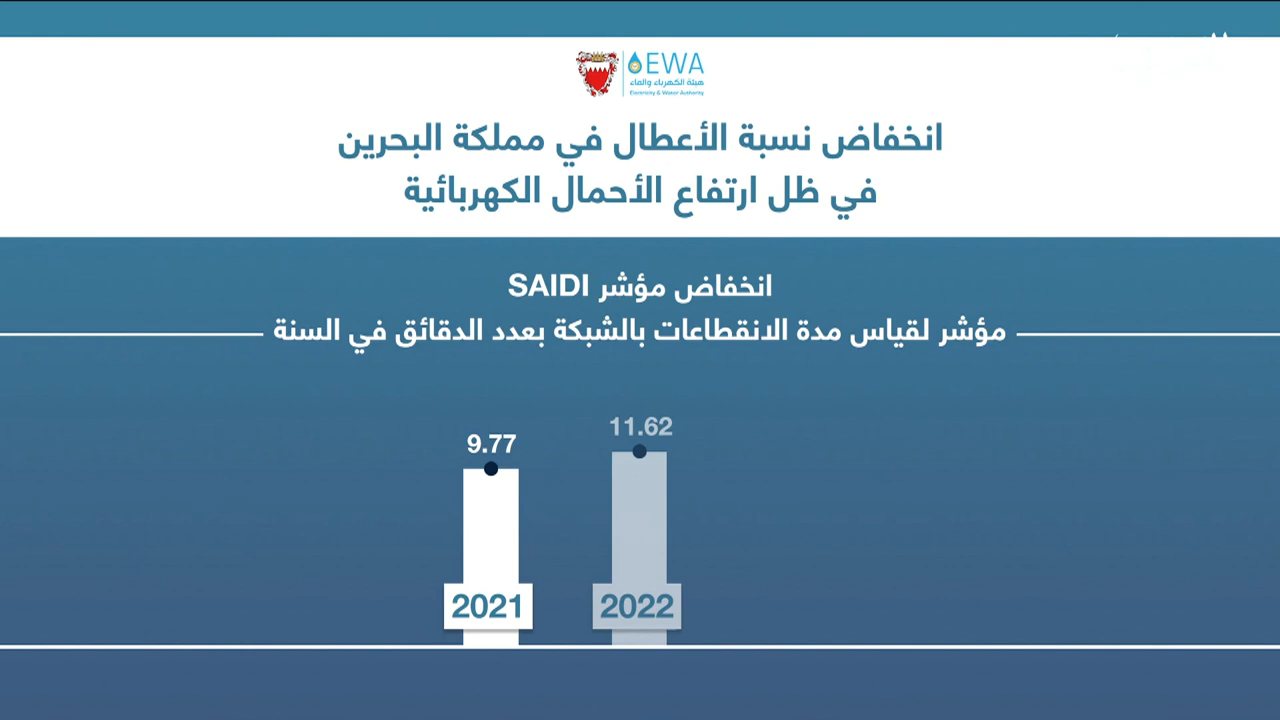 EWA
هيئة الكهرباء والماء
Electricity & Water Authority
انخفاض نسبة الأعطال في مملكة البحرين
في ظل ارتفاع الأحمال الكهربائية
انخفاض مؤشر SAIDI
مؤشر لقياس مدة الانقطاعات بالشبكة بعدد الدقائق في السنة
9.77
11.62
2021
2022